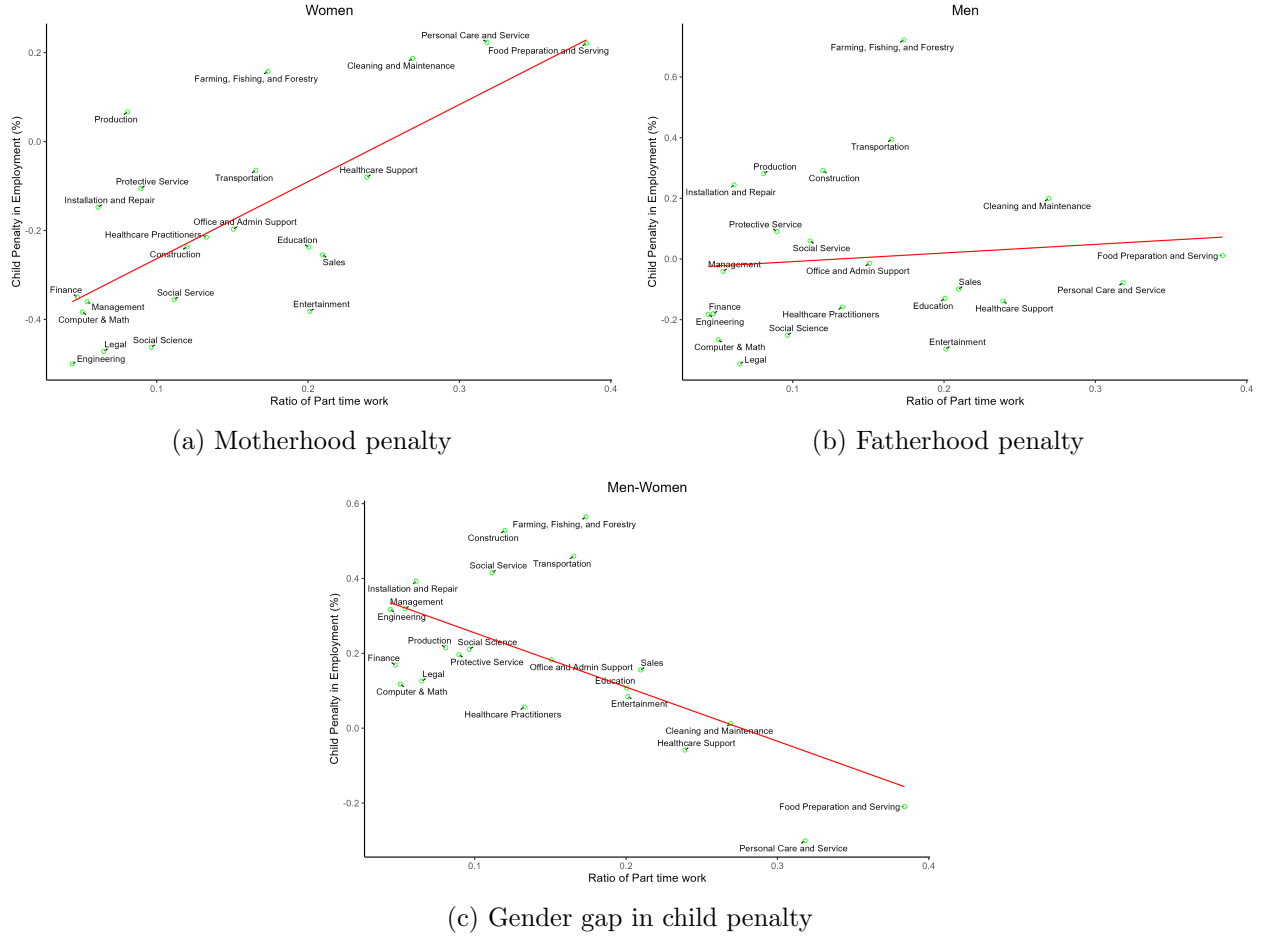 Women
Child Penalty in Employment (%)
0.2
0.0
-0.2
-0.4
Personal Care and Service
Food Preparation and Serving
Cleaning and Maintenance
Farming, Fishing, and Forestry
Production
Healthcare Support
Transportation
Protective Service
Installation and Repair
Office and Admin Support
Healthcare Practitioners
Education
Construction
Sales
Finance
Social Service
Management
Entertainment
Computer & Math
Social Science
Legal
Engineering
0.1
0.2
0.3
0.4
Ratio of Part time work
(a) Motherhood penalty
Men
Child Penalty in Employment (%)
0.6
0.4
0.2
0.0
-0.2
Farming, Fishing, and Forestry
Transportation
Production
Construction
Installation and Repair
Cleaning and Maintenance
Protective Service
Social Service
Food Preparation and Serving
Management
Office and Admin Support
Sales
Personal Care and Service
Education
Finance
Healthcare Support
Healthcare Practitioners
Engineering
Social Science
Entertainment
Computer & Math
Legal
0.1
0.2
0.3
0.4
Ratio of Part time work
(b) Fatherhood penalty
Men-Women
Child Penalty in Employment (%)
0.6
0.4
0.2
0.0
-0.2
Farming, Fishing, and Forestry
Construction
Transportation
Social Service
Installation and Repair
Management
Engineering
Production
Social Science
Finance
Protective Service
Office and Admin Support
Sales
Legal
Education
Computer & Math
Entertainment
Healthcare Practitioners
Cleaning and Maintenance
Healthcare Support
Food Preparation and Serving
Personal Care and Service
0.1
0.2
0.3
0.4
Ratio of Part time work
(c) Gender gap in child penalty